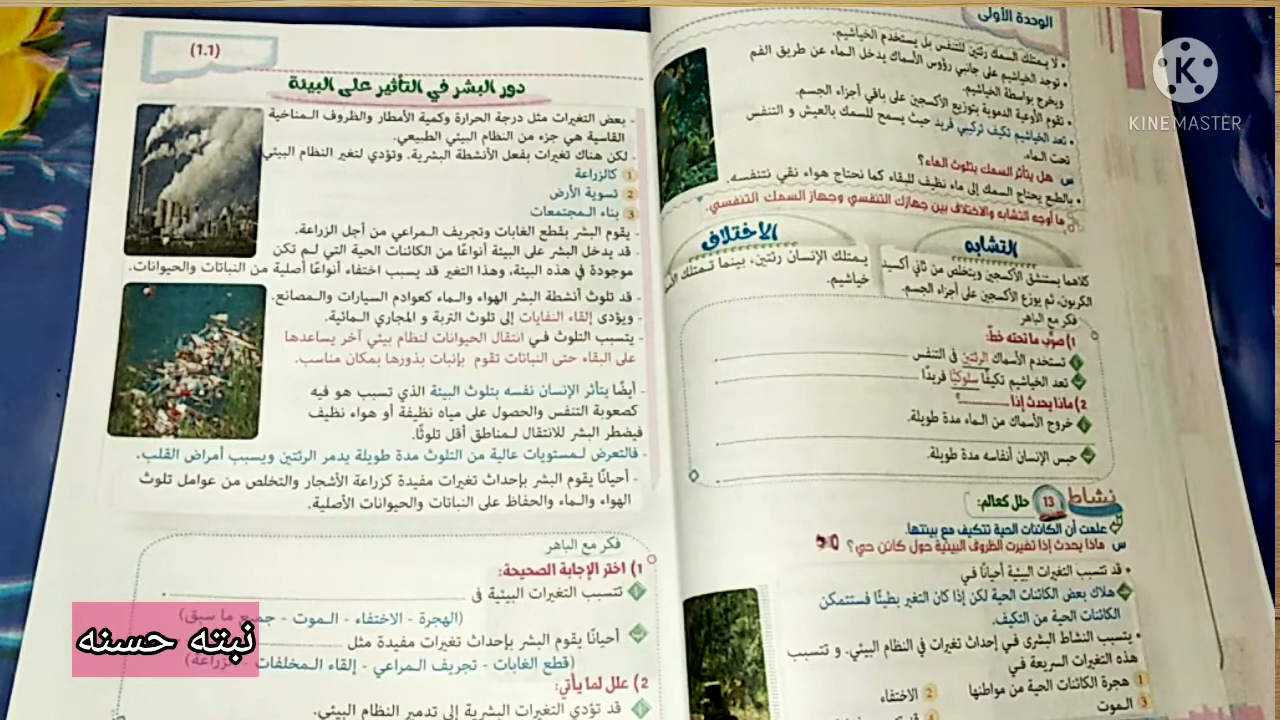 الوحدة الأولى
• لا يمتلك السمك رئتين للتنفس بل يستخدم الخياشيم.
• توجد الخياشيم على جانبي رؤوس الأسماك يدخل الماء عن طريق الفم
ويخرج بواسطة الخياشيم.
• تقوم الأوعية الدموية بتوزيع الأكسجين على باقي أجزاء الجسم.
• تعد الخياشيم تكيف تركيبي فريد حيث يسمح للسمك بالعيش و التنفس
تحت الماء.
س هل يتأثر السمك بتلوث الماء؟
• بالطبع يحتاج السمك إلى ماء نظيف للبقاء كما نحتاج هواء نقي نتنفسه.
ما أوجه التشابه والاختلاف بين جهازك التنفسي وجهاز السمك التنفسي.
التشابه
الاختلاف
كلاهما يستنشق الأكسجين ويتخلص من ثاني أكسيد
الكربون، ثم يوزع الأكسجين على أجزاء الجسم.
يمتلك الإنسان رئتين، بينما تمتلك
خياشيم.
فكر مع الباهر
1) صوّب ما تحته خط:
تستخدم الأسماك الرئتين في التنفس
تعد الخياشيم تكيفًا سلوكيًا فريدًا
2) ماذا يحدث إذا ؟
خروج الأسماك من الماء مدة طويلة.
حبس الإنسان أنفاسه مدة طويلة.
نشاط 13 حلل كعالم:
علمت أن الكائنات الحية تتكيف مع بيئتها.
س ماذا يحدث إذا تغيرت الظروف البيئية حول كائن حي؟
• قد تتسبب التغيرات البيئية أحيانًا في
هلاك بعض الكائنات الحية لكن إذا كان التغير بطيئًا فستتمكن
الكائنات الحية من التكيف.
• يتسبب النشاط البشرى في إحداث تغيرات في النظام البيئي. و تتسبب
هذه التغيرات السريعة في
1 هجرة الكائنات الحية من مواطنها
2 الاختفاء
3 الموت
(1.1)
دور البشر في التأثير على البيئة
- بعض التغيرات مثل درجة الحرارة وكمية الأمطار والظروف المناخية
القاسية هي جزء من النظام البيئي الطبيعي.
- لكن هناك تغيرات بفعل الأنشطة البشرية. وتؤدي لتغير النظام البيئي
1 كالزراعة
2 تسوية الأرض
3 بناء المجتمعات
- يقوم البشر بقطع الغابات وتجريف المراعي من أجل الزراعة.
- قد يدخل البشر على البيئة أنواعًا من الكائنات الحية التي لم تكن
موجودة في هذه البيئة، وهذا التغير قد يسبب اختفاء أنواعًا أصلية من النباتات والحيوانات.
- قد تلوث أنشطة البشر الهواء والماء كعوادم السيارات والمصانع.
- ويؤدى إلقاء النفايات إلى تلوث التربة و المجاري المائية.
- يتسبب التلوث في انتقال الحيوانات لنظام بيئي آخر يساعدها
على البقاء حتى النباتات تقوم بإنبات بذورها بمكان مناسب.
- أيضًا يتأثر الإنسان نفسه بتلوث البيئة الذي تسبب هو فيه
كصعوبة التنفس والحصول على مياه نظيفة أو هواء نظيف
فيضطر البشر للانتقال لمناطق أقل تلوثًا.
- فالتعرض لمستويات عالية من التلوث مدة طويلة يدمر الرئتين ويسبب أمراض القلب.
- أحيانًا يقوم البشر بإحداث تغيرات مفيدة كزراعة الأشجار والتخلص من عوامل تلوث
الهواء والماء والحفاظ على النباتات والحيوانات الأصلية.
فكر مع الباهر
1) اختر الإجابة الصحيحة:
تتسبب التغيرات البيئية في
(الهجرة - الاختفاء - الموت - جميع ما سبق)
أحيانًا يقوم البشر بإحداث تغيرات مفيدة مثل
(قطع الغابات - تجريف المراعي - إلقاء المخلفات - الزراعة)
2) علل لما يأتي:
قد تؤدي التغيرات البشرية إلى تدمير النظام البيئي.
نبته حسنه
K
KINEMASTER